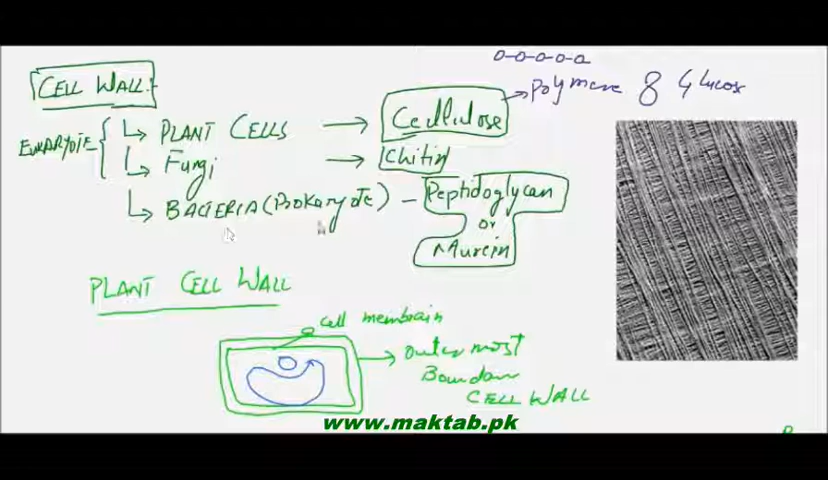 CELL WALL
polymere 8 Glucose
EUKARYOTE
PLANT CELLS → Cellulose
Fungi → Chitin
BACTERIA (Prokaryote) – Peptidoglycan
or
Murein
PLANT CELL WALL
cell membrain
outer most
Boundary
CELL WALL
www.maktab.pk